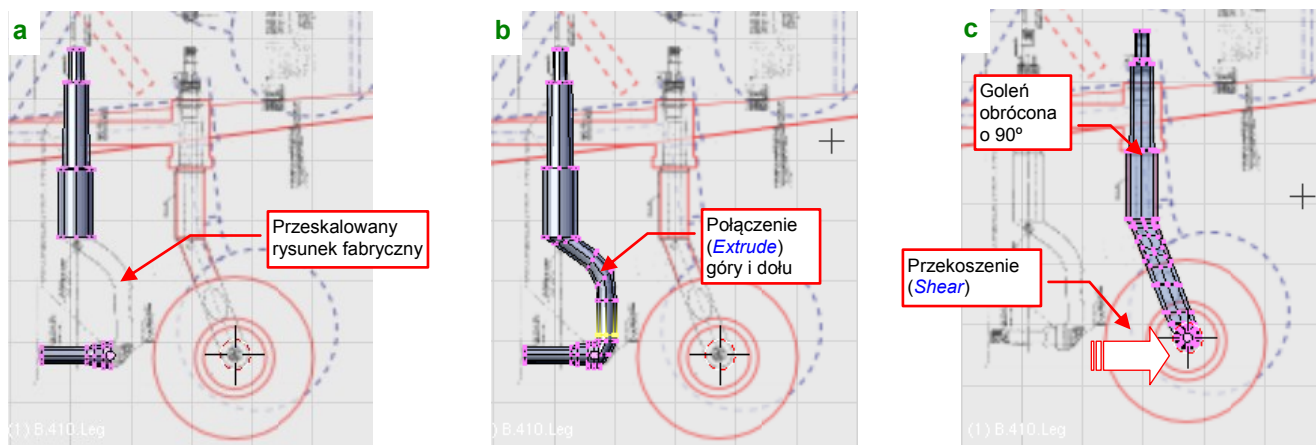 a
Przeskalowany
rysunek fabryczny
(1) B.410.Leg
b
Połączenie
(Extrude)
góry i dołu
(1) B.410.Leg
c
Goleń
obrócona
o 90º
Przekoszenie
(Shear)
(1) B.410.Leg